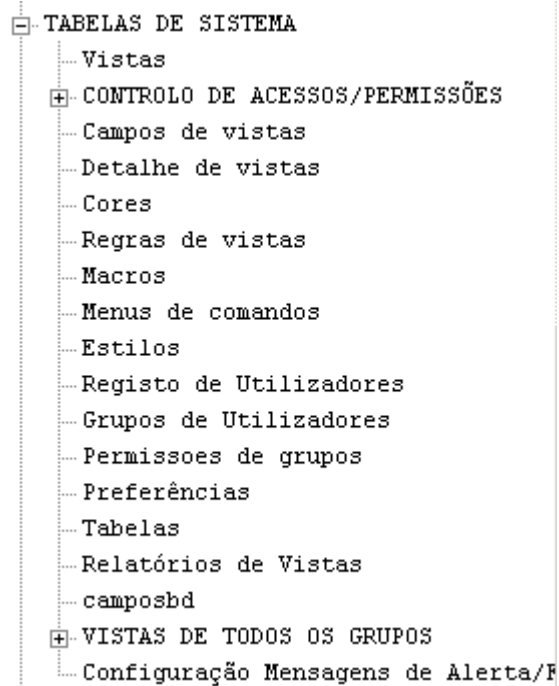 TABELAS DE SISTEMA
Vistas
CONTROLO DE ACESSOS/PERMISSÕES
Campos de vistas
Detalhe de vistas
Cores
Regras de vistas
Macros
Menus de comandos
Estilos
Registo de Utilizadores
Grupos de Utilizadores
Permissoes de grupos
Preferências
Tabelas
Relatórios de Vistas
camposbd
VISTAS DE TODOS OS GRUPOS
Configuração Mensagens de Alerta/